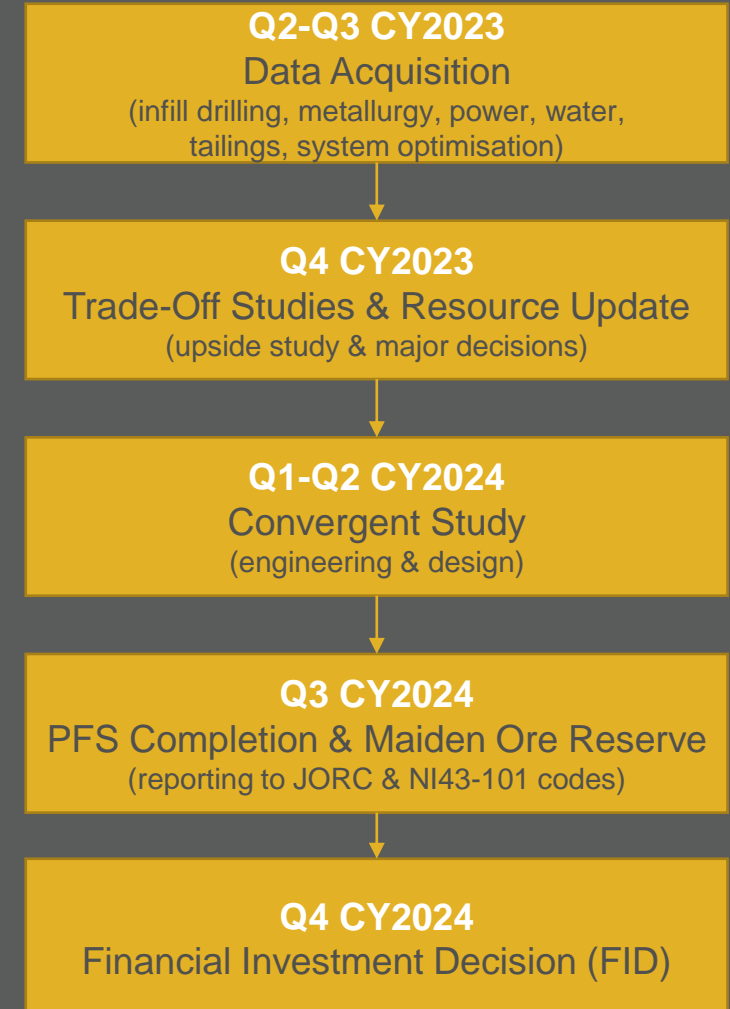 Q2-Q3 CY2023
Data Acquisition
(infill drilling, metallurgy, power, water,
tailings, system optimisation)
Q4 CY2023
Trade-Off Studies & Resource Update
(upside study & major decisions)
Q1-Q2 CY2024
Convergent Study
(engineering & design)
Q3 CY2024
PFS Completion & Maiden Ore Reserve
(reporting to JORC & NI43-101 codes)
Q4 CY2024
Financial Investment Decision (FID)